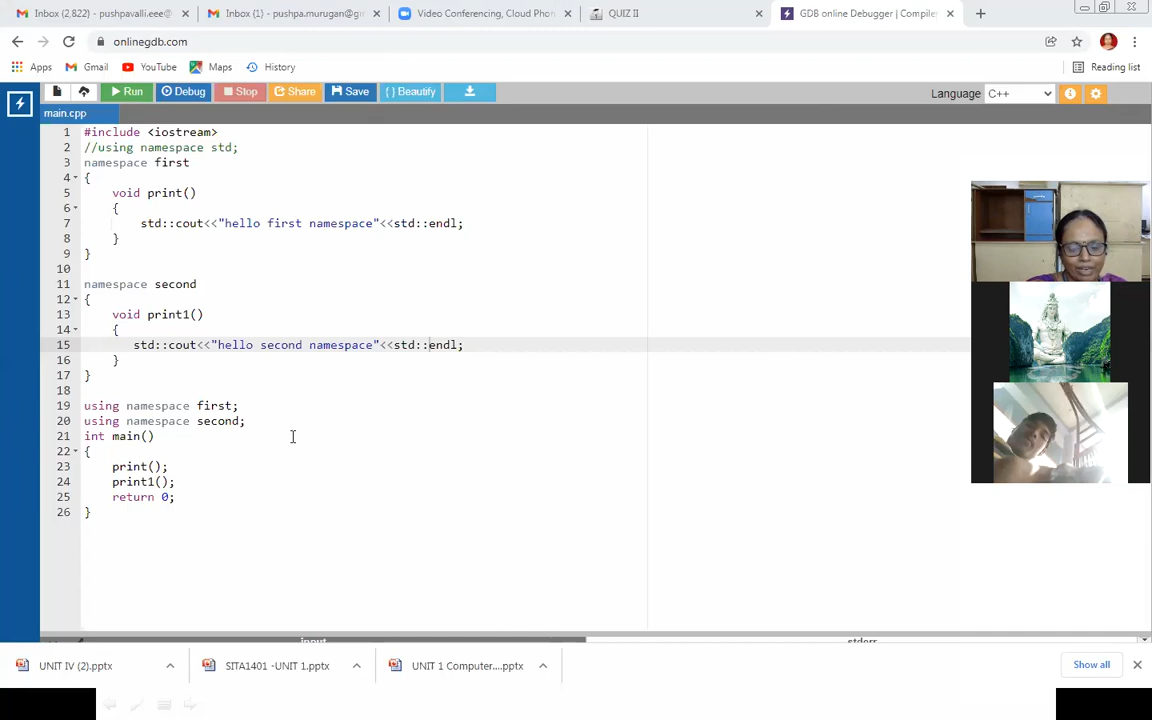 Inbox (2,822) - pushpavalli.eee@
Inbox (1) - pushpa.murugan@gm
Video Conferencing, Cloud Phon
QUIZ II
GDB online Debugger | Compiler
onlinegdb.com
Apps Gmail YouTube Maps History Reading list
Run Debug Stop Share Save { } Beautify Language C++
main.cpp
1 #include <iostream>
2 //using namespace std;
3 namespace first
4 {
5 void print()
6 {
7 std::cout<<"hello first namespace"<<std::endl;
8 }
9 }
10
11 namespace second
12 {
13 void print1()
14 {
15 std::cout<<"hello second namespace"<<std::endl;
16 }
17 }
18
19 using namespace first;
20 using namespace second;
21 int main()
22 {
23 print();
24 print1();
25 return 0;
26 }
input stderr
UNIT IV (2).pptx SITA1401 -UNIT 1.pptx UNIT 1 Computer....pptx Show all